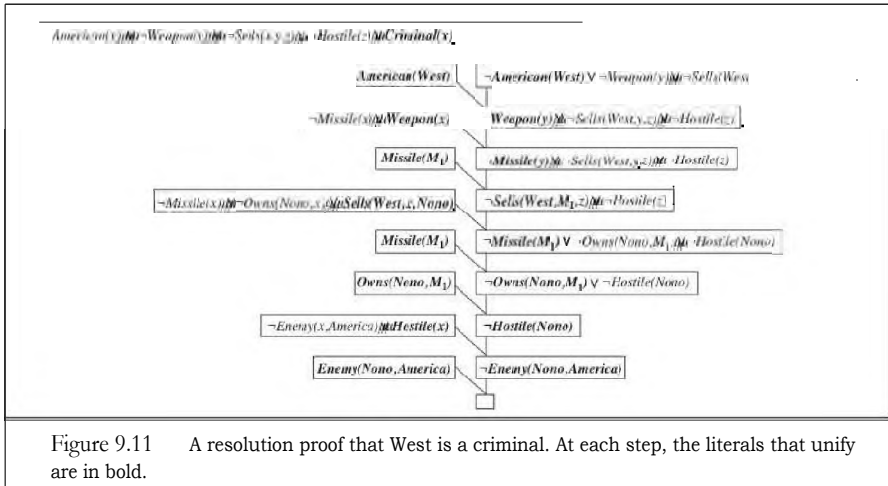 Criminal(x)
American(West) ¬American(West) ∨ ¬Weapon(y) ¬Sells(West
¬Missile(x) Weapon(x) Weapon(y) ¬Sells(West,y,z) ¬Hostile(z)
Missile(M1) Missile(y) Sells(West,y,z) Hostile(z)
¬Missile(x) ¬Owns(Nono,x) Sells(West,x,Nono) ¬Sells(West,M1,z) ¬Hostile(z)
Missile(M1) ¬Missile(M1) ∨ Owns(Nono,M1 Hostile(Nono)
Owns(Nono,M1) ¬Owns(Nono,M1) ∨ ¬Hostile(Nono)
¬Enemy(x,America) Hostile(x) ¬Hostile(Nono)
Enemy(Nono,America) ¬Enemy(Nono,America)
Figure 9.11 A resolution proof that West is a criminal. At each step, the literals that unify
are in bold.